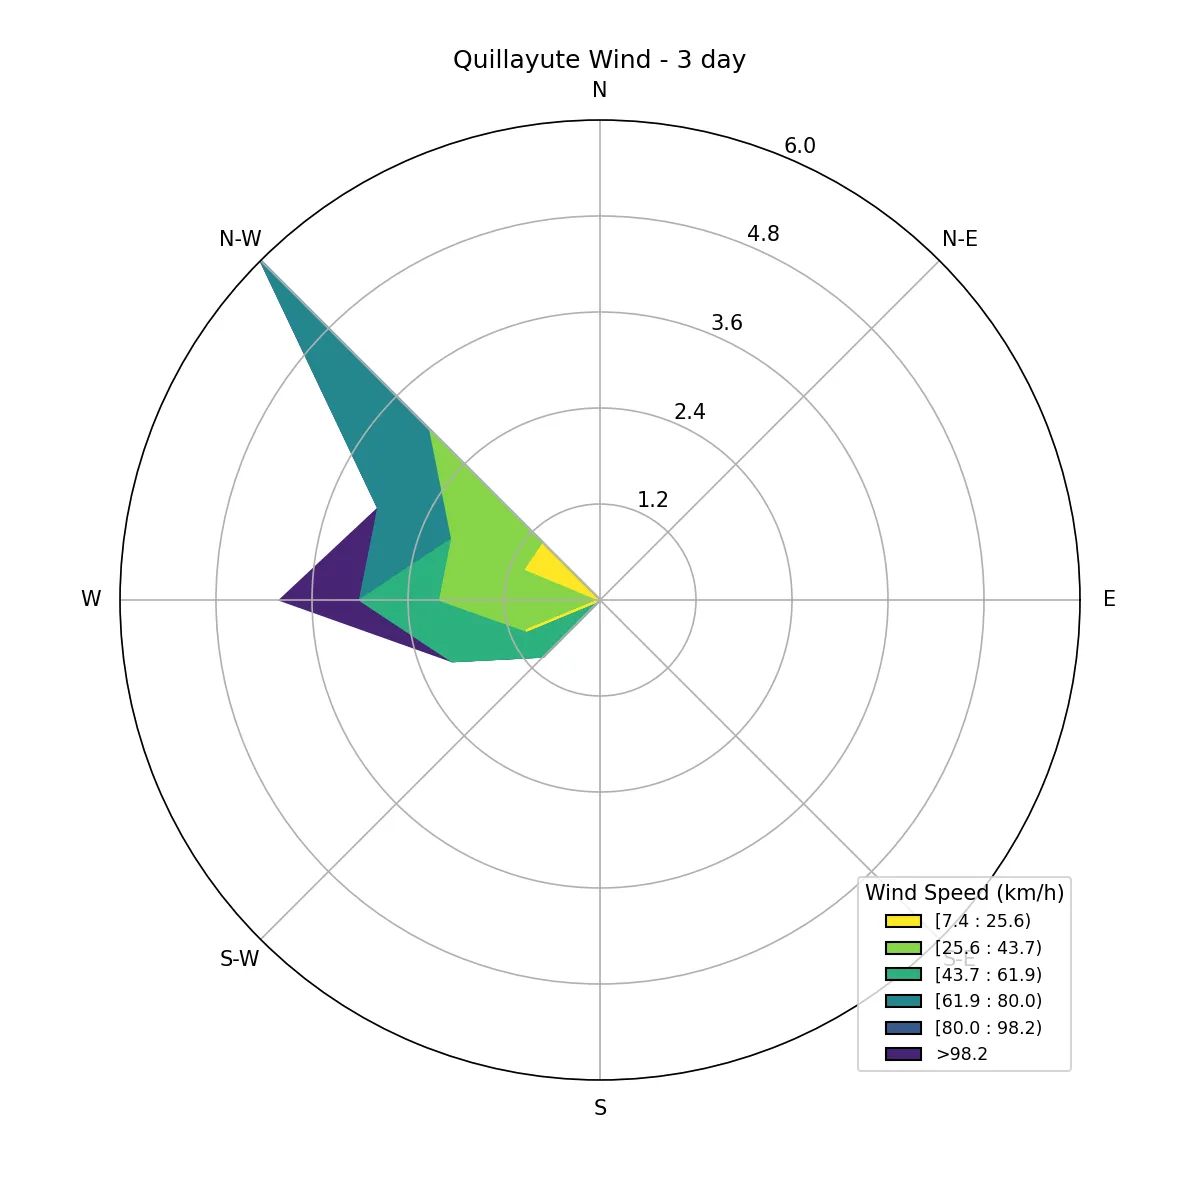 Quillayute Wind - 3 day
N
6.0
N-W
N-E
4.8
3.6
2.4
1.2
W
E
S-W
S-E
Wind Speed (km/h)
[7.4 : 25.6)
[25.6 : 43.7)
[43.7 : 61.9)
[61.9 : 80.0)
[80.0 : 98.2)
>98.2
S